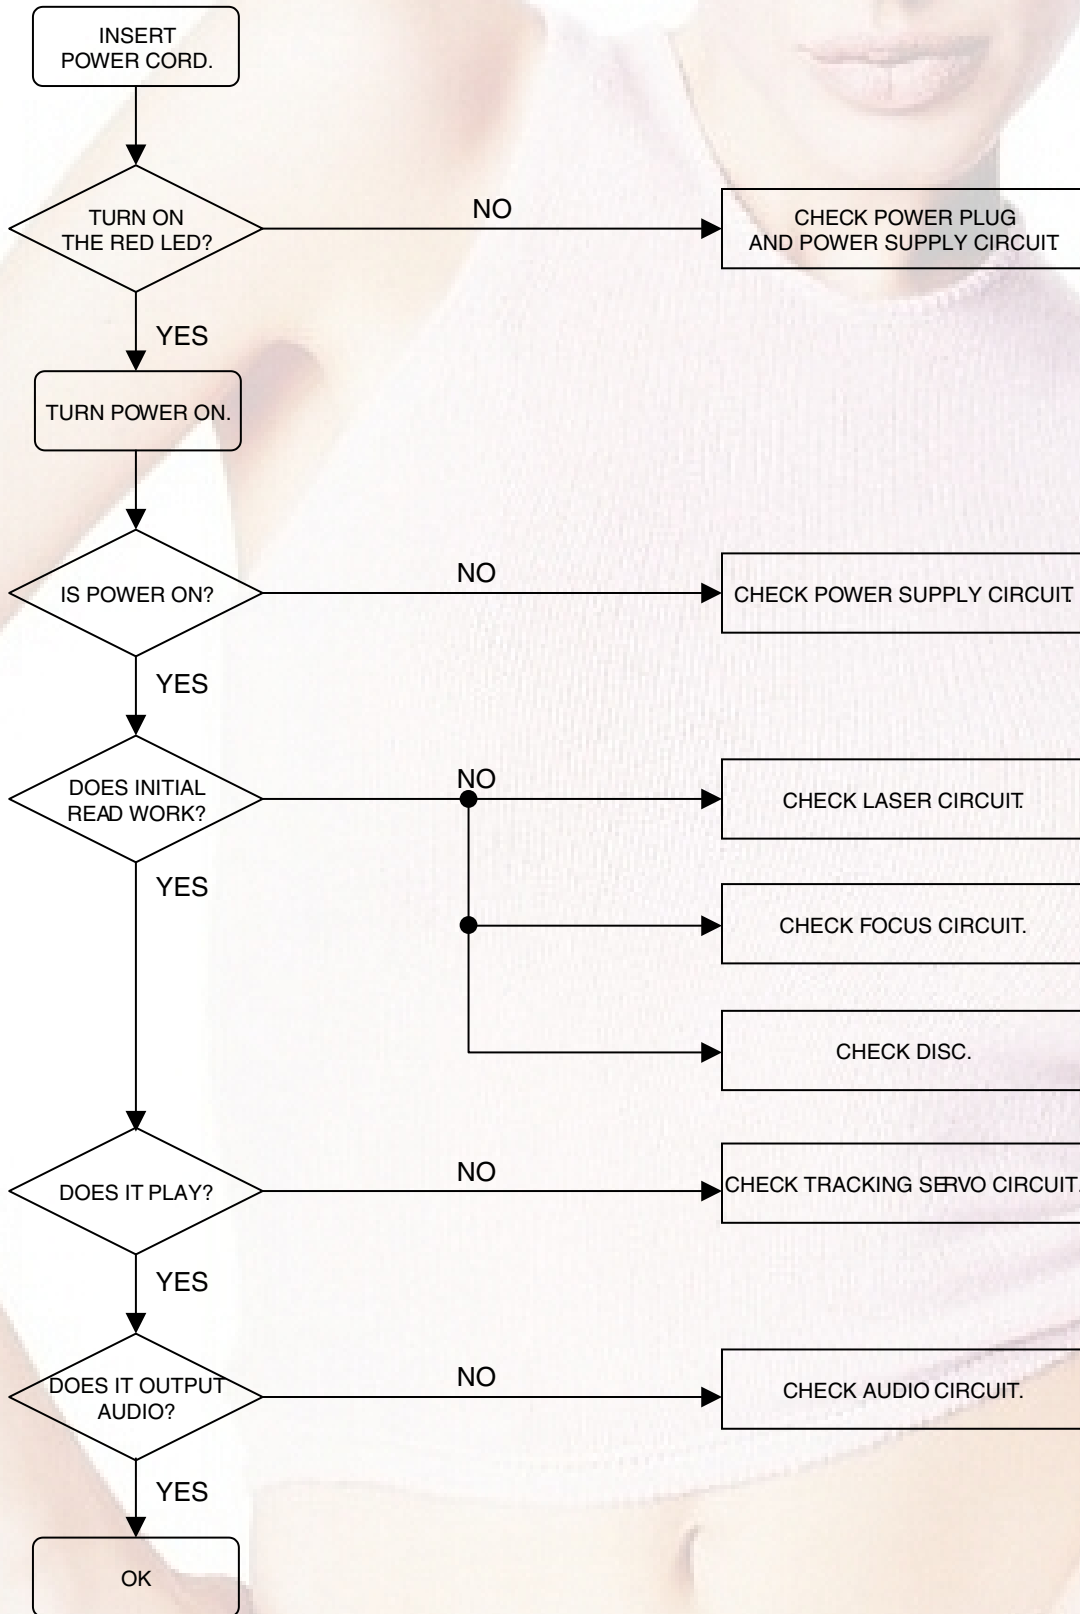 INSERT
POWER CORD.
TURN ON
THE RED LED?
NO
CHECK POWER PLUG
AND POWER SUPPLY CIRCUIT.
YES
TURN POWER ON.
IS POWER ON?
NO
CHECK POWER SUPPLY CIRCUIT.
YES
DOES INITIAL
READ WORK?
NO
CHECK LASER CIRCUIT.
YES
CHECK FOCUS CIRCUIT.
CHECK DISC.
DOES IT PLAY?
NO
CHECK TRACKING SERVO CIRCUIT.
YES
DOES IT OUTPUT
AUDIO?
NO
CHECK AUDIO CIRCUIT.
YES
OK